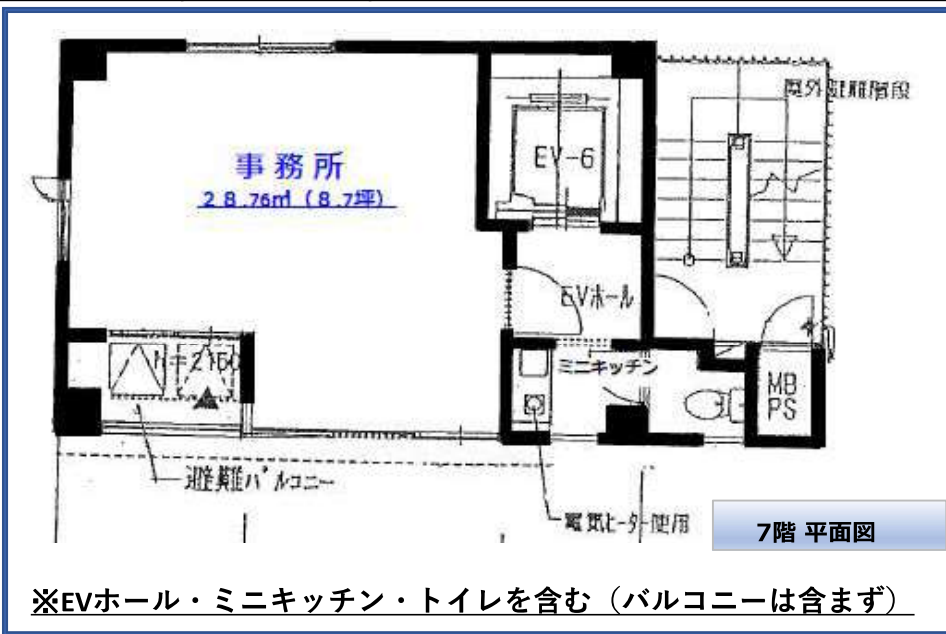 屋外避難階段
EV-6
事務所
28.76㎡（8.7坪）
EVホール
H=2150
ミニキッチン
MB
PS
避難バルコニー
電気ヒーター使用
7階 平面図
※EVホール・ミニキッチン・トイレを含む（バルコニーは含まず）